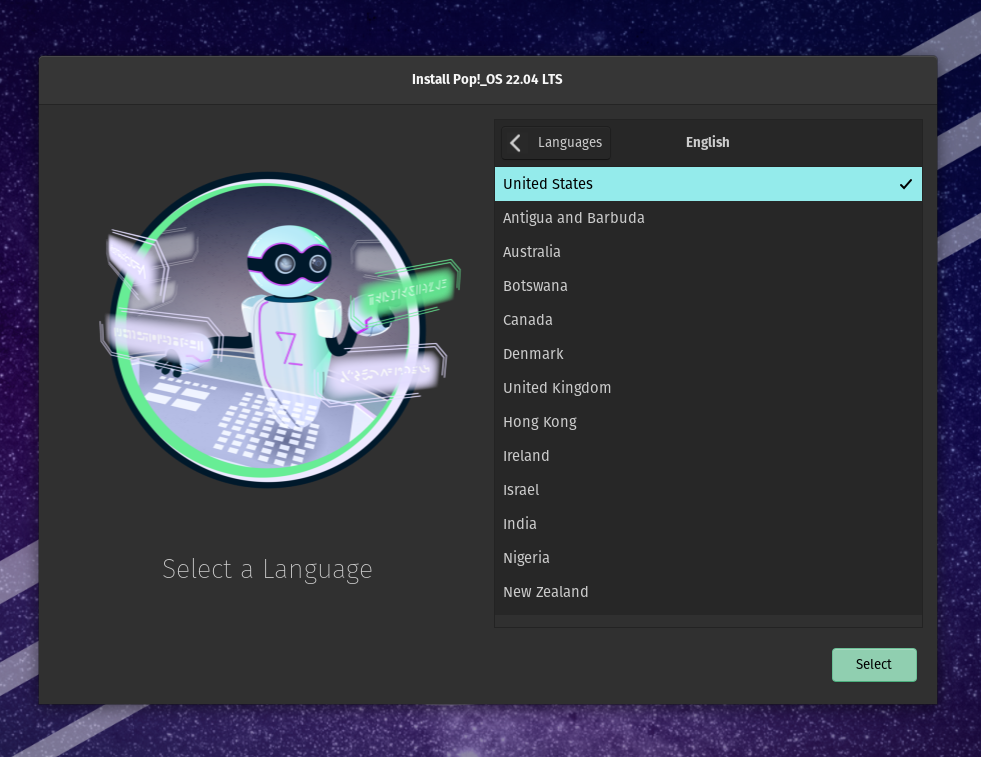 Install Pop!_OS 22.04 LTS
Languages
English
United States
Antigua and Barbuda
Australia
Botswana
Canada
Denmark
United Kingdom
Hong Kong
Ireland
Israel
India
Nigeria
New Zealand
Select a Language
Select